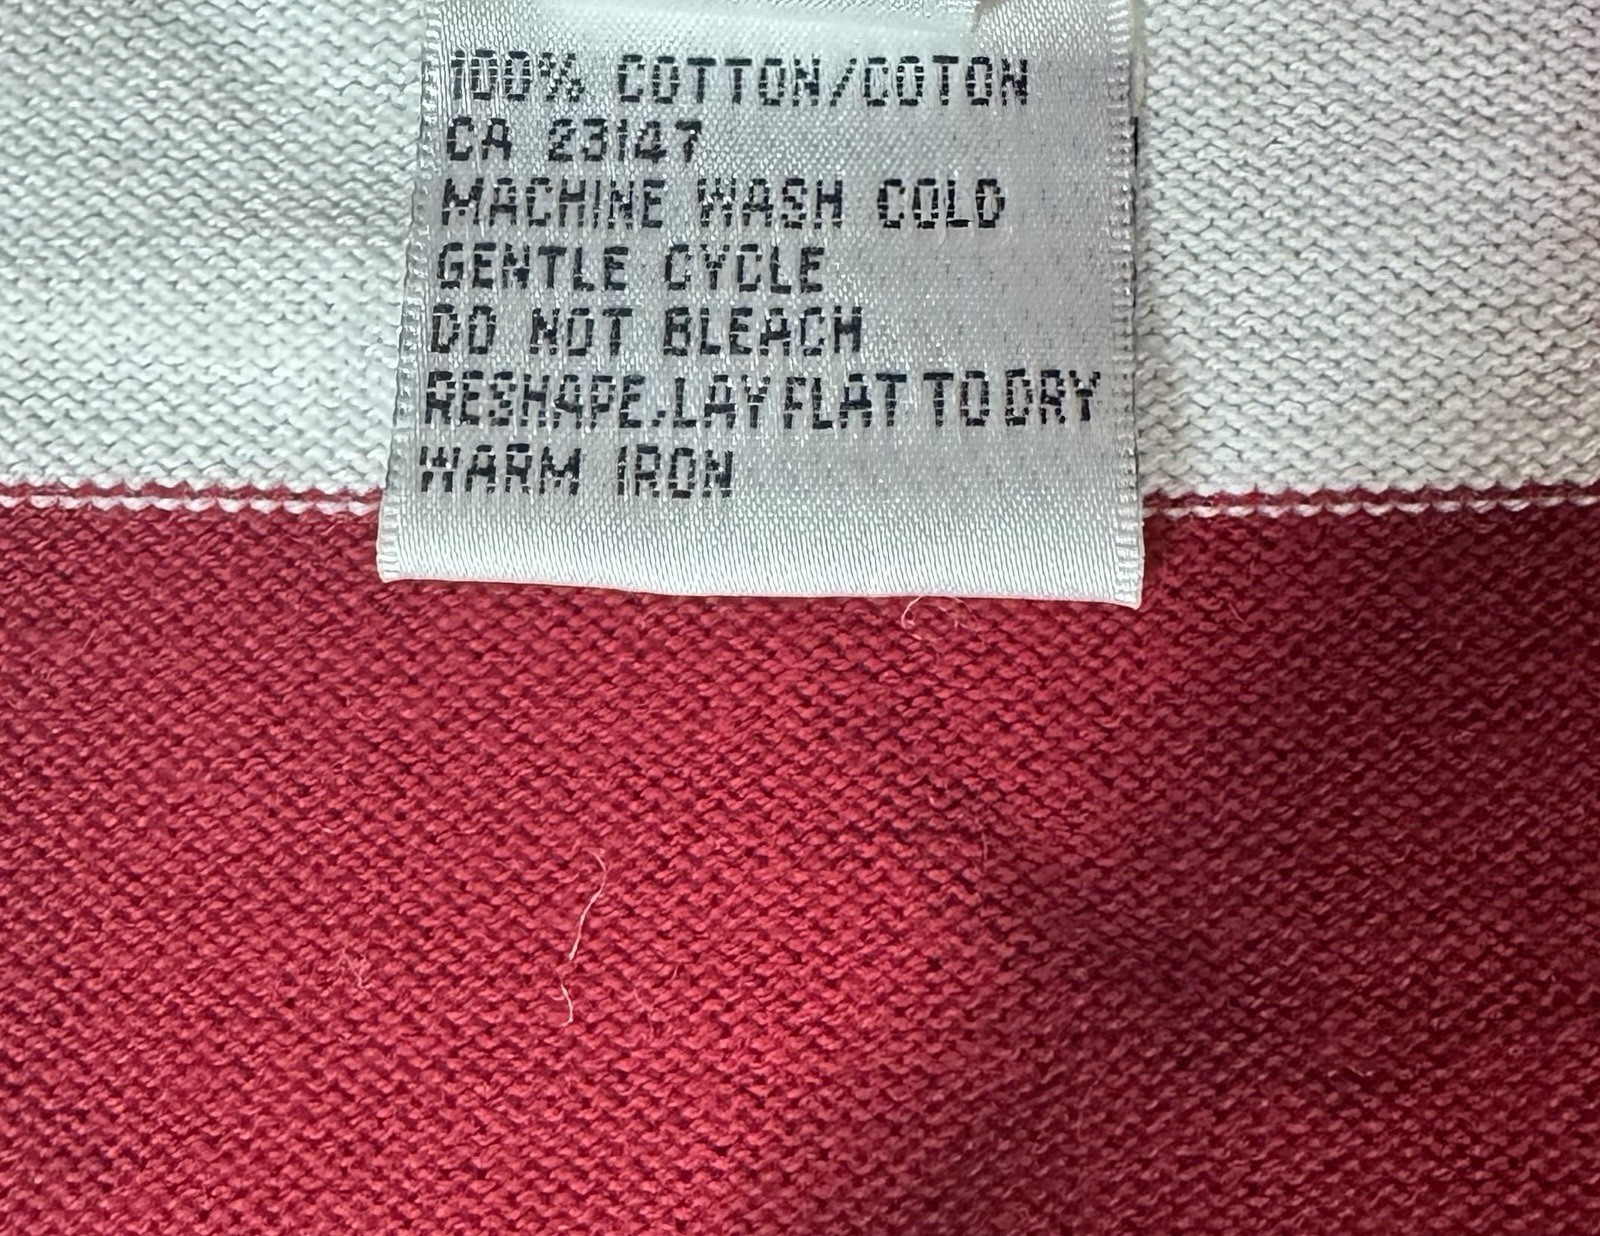 100% COTTON/COTON
CA 23147
MACHINE WASH COLD
GENTLE CYCLE
DO NOT BLEACH
RESHAPE,LAY FLAT TO DRY
WARM IRON